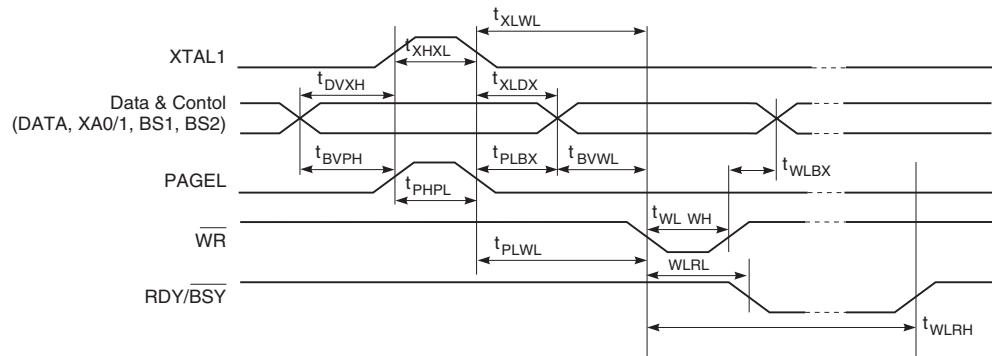 tXLWL
XTAL1
tXHXL
tDVXH
tXLDX
Data & Contol
(DATA, XA0/1, BS1, BS2)
tBVPH
tPLBX
tBVWL
tWLBX
PAGEL
tPHPL
tWL WH
WR
tPLWL
WLRL
RDY/BSY
tWLRH